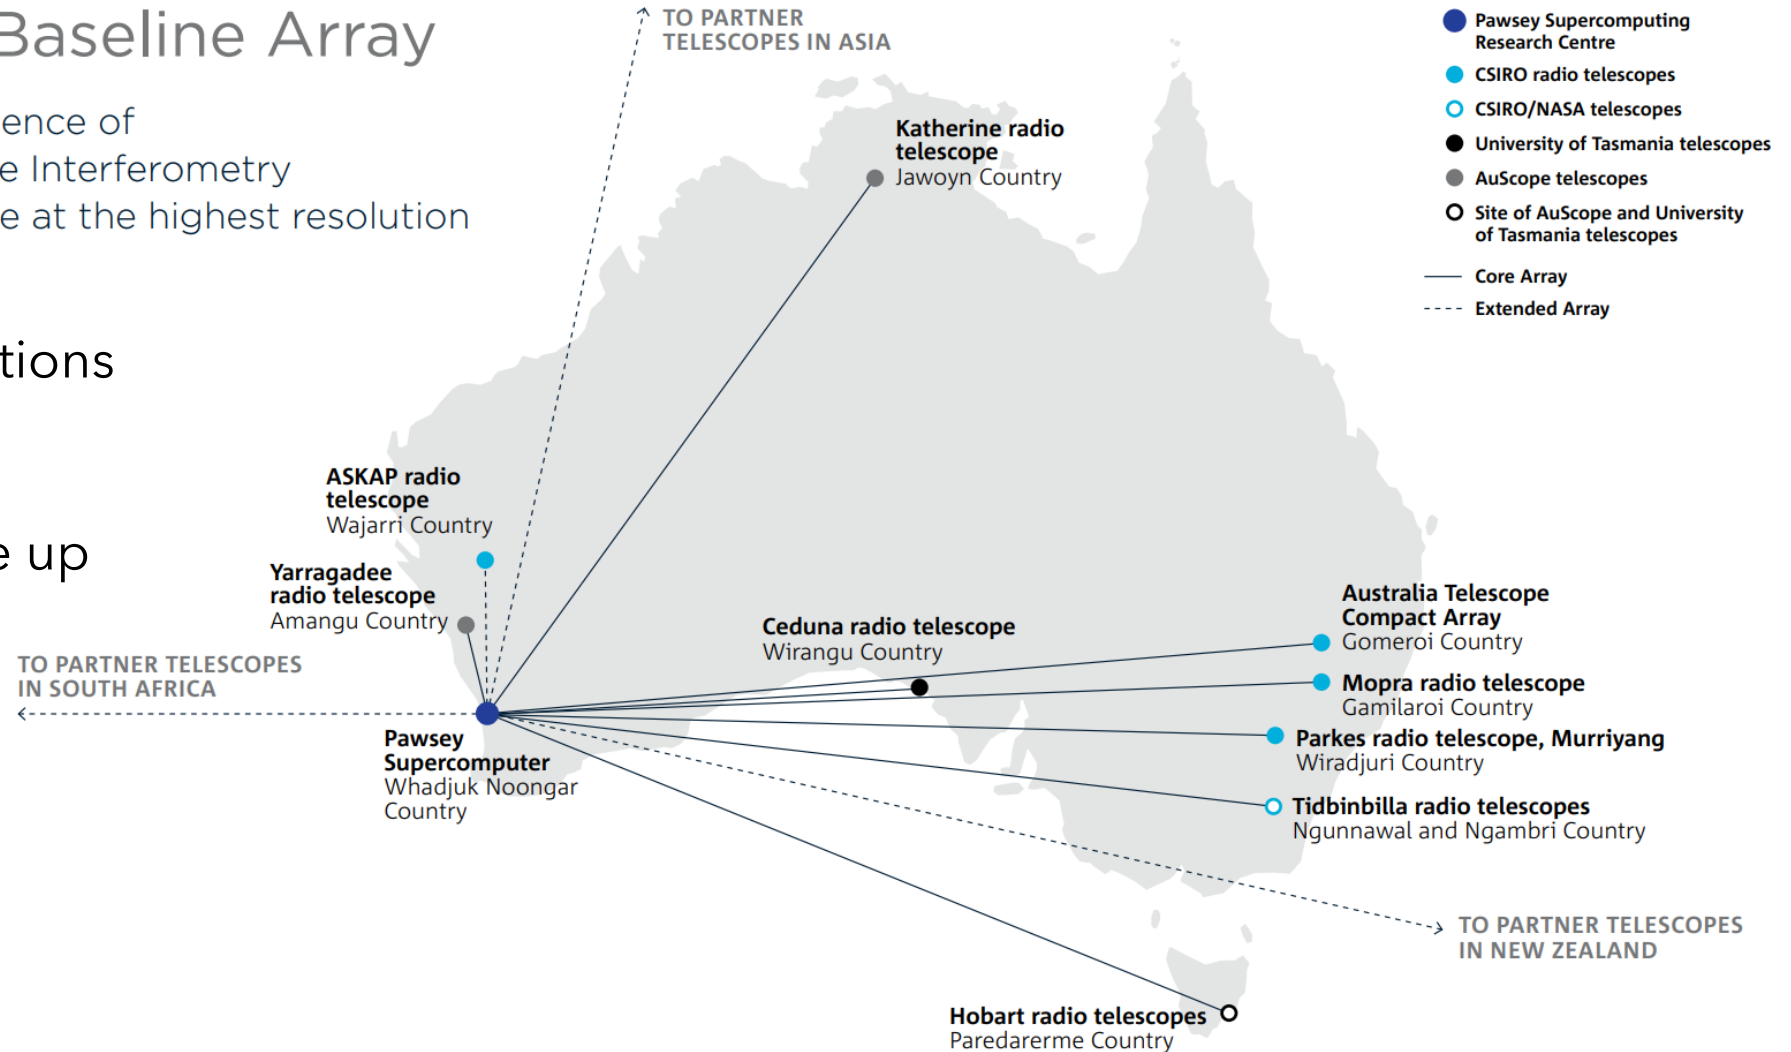 Baseline Array
ence of
e Interferometry
e at the highest resolution
tions
e up
TO PARTNER
TELESCOPES IN ASIA
Katherine radio
telescope
Jawoyn Country
ASKAP radio
telescope
Wajarri Country
Yarragadee
radio telescope
Amangu Country
TO PARTNER TELESCOPES
IN SOUTH AFRICA
Pawsey
Supercomputer
Whadjuk Noongar
Country
Ceduna radio telescope
Wirangu Country
Australia Telescope
Compact Array
Gomeroi Country
Mopra radio telescope
Gamilaroi Country
Parkes radio telescope, Murriyang
Wiradjuri Country
Tidbinbilla radio telescopes
Ngunnawal and Ngambri Country
TO PARTNER TELESCOPES
IN NEW ZEALAND
Hobart radio telescopes
Paredarerme Country
Pawsey Supercomputing
Research Centre
CSIRO radio telescopes
CSIRO/NASA telescopes
University of Tasmania telescopes
AuScope telescopes
Site of AuScope and University
of Tasmania telescopes
Core Array
Extended Array